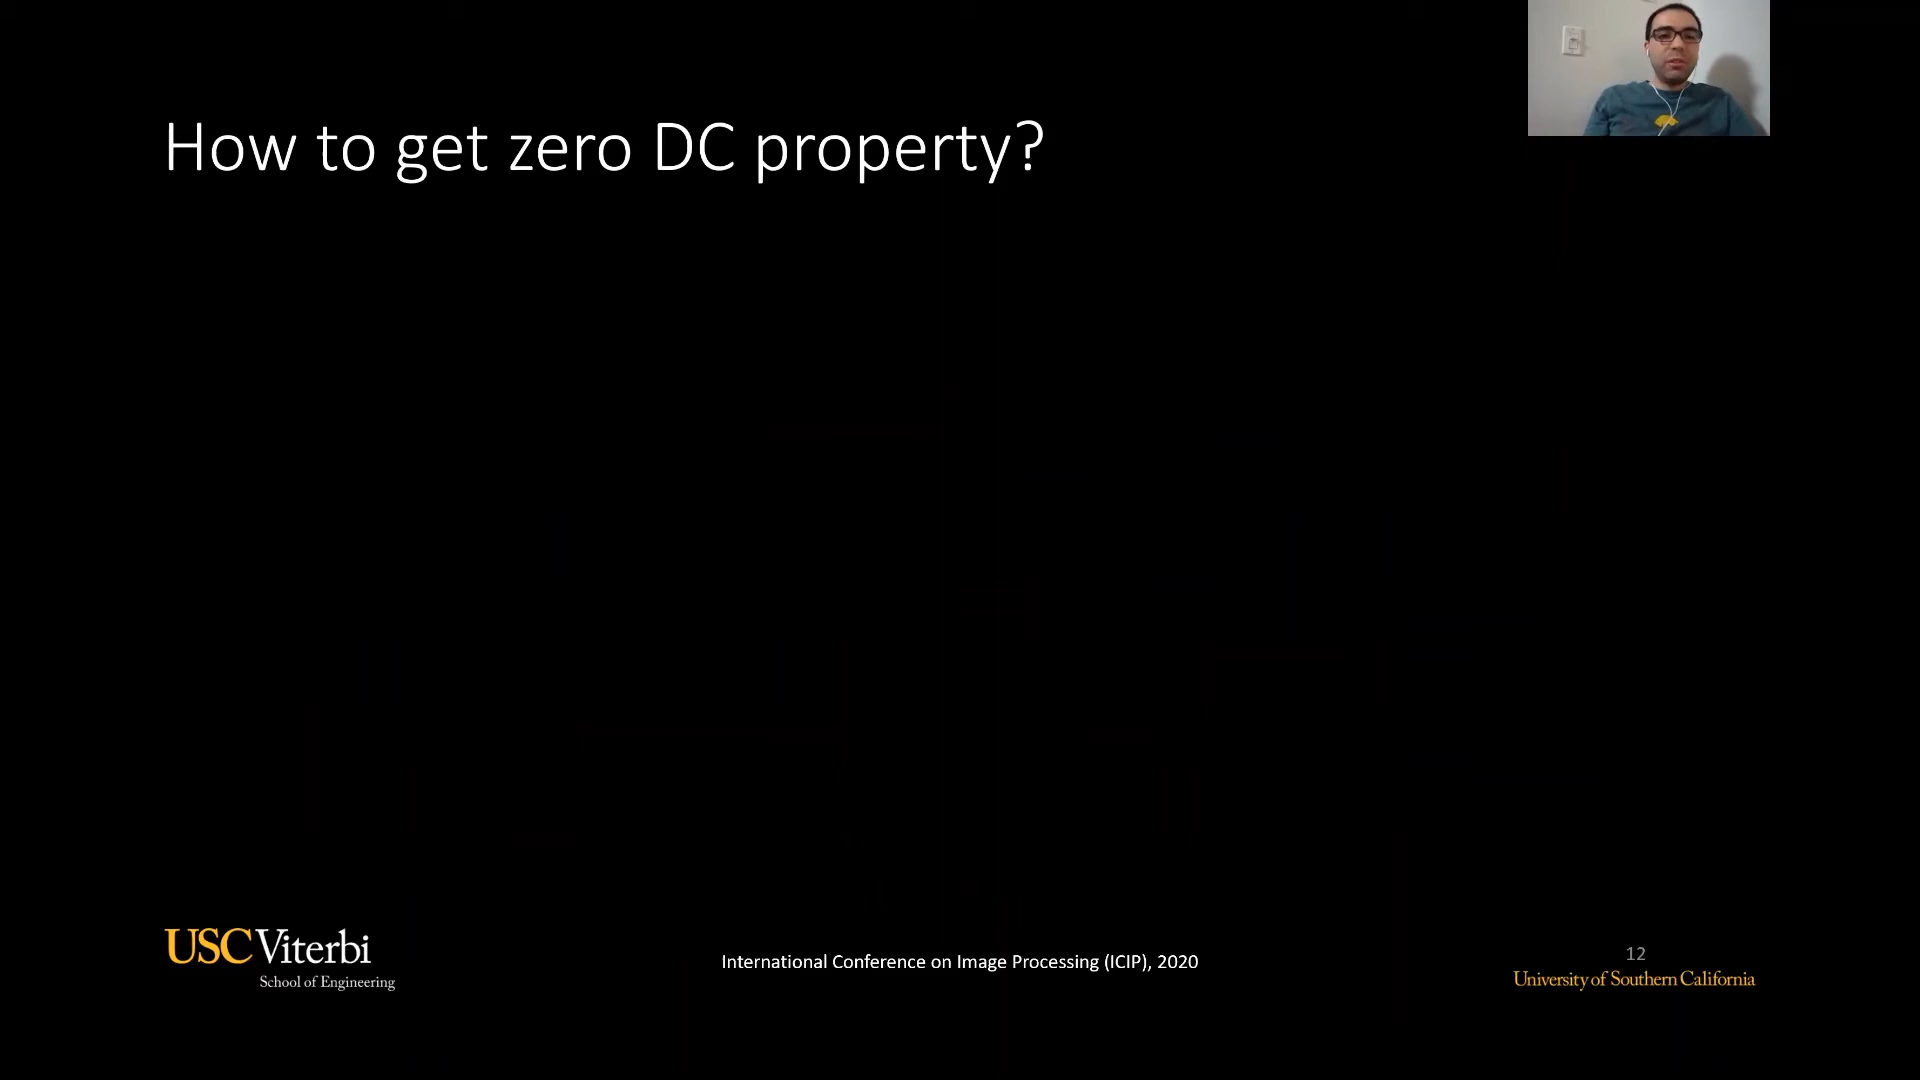 How to get zero DC property?
USC Viterbi
School of Engineering
International Conference on Image Processing (ICIP), 2020
12
University of Southern California